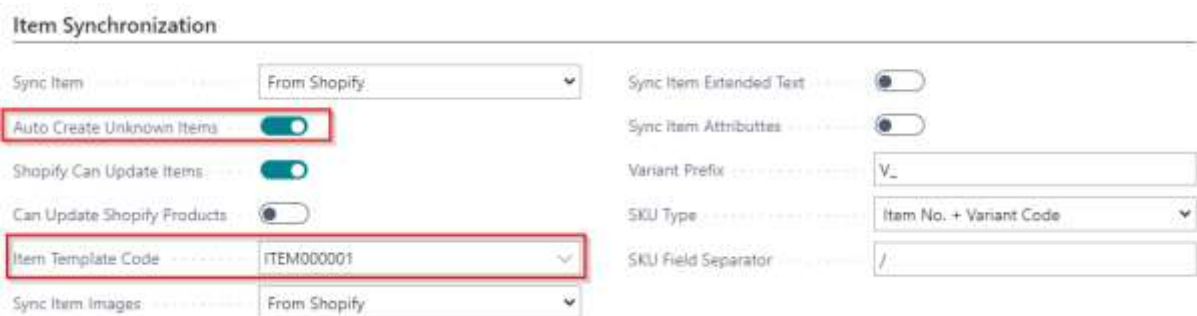 Item Synchronization
Sync Item From Shopify
Auto Create Unknown Items
Shopify Can Update Items
Can Update Shopify Products
Item Template Code ITEM000001
Sync Item Images From Shopify
Sync Item Extended Text
Sync Item Attributtes
Variant Prefix V_
SKU Type Item No. + Variant Code
SKU Field Separator /